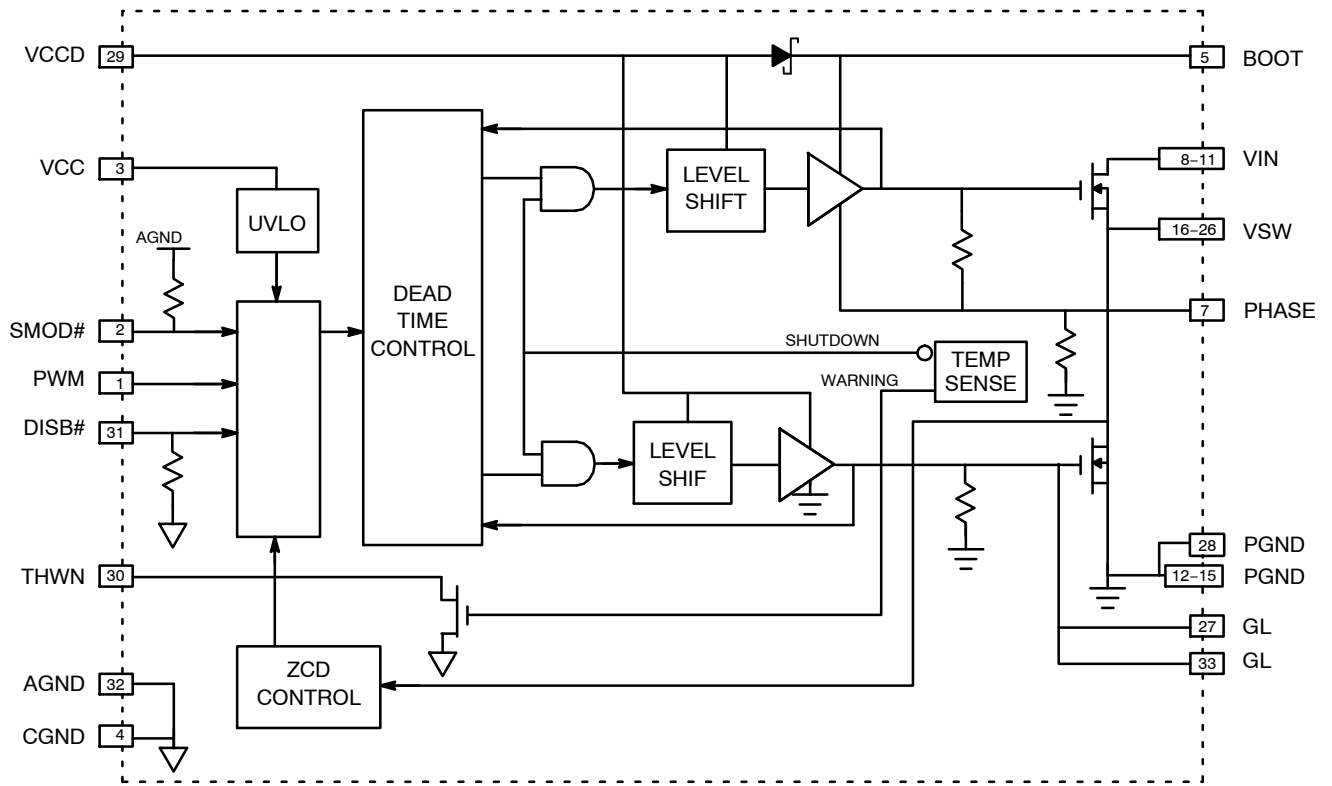 VCCD 29
5 BOOT
VCC 3
8–11 VIN
LEVEL
SHIFT
UVLO
AGND
16–26 VSW
DEAD
TIME
CONTROL
7 PHASE
SMOD# 2
SHUTDOWN
TEMP
SENSE
WARNING
PWM 1
DISB# 31
LEVEL
SHIF
28 PGND
THWN 30
12–15 PGND
27 GL
33 GL
ZCD
CONTROL
AGND 32
CGND 4